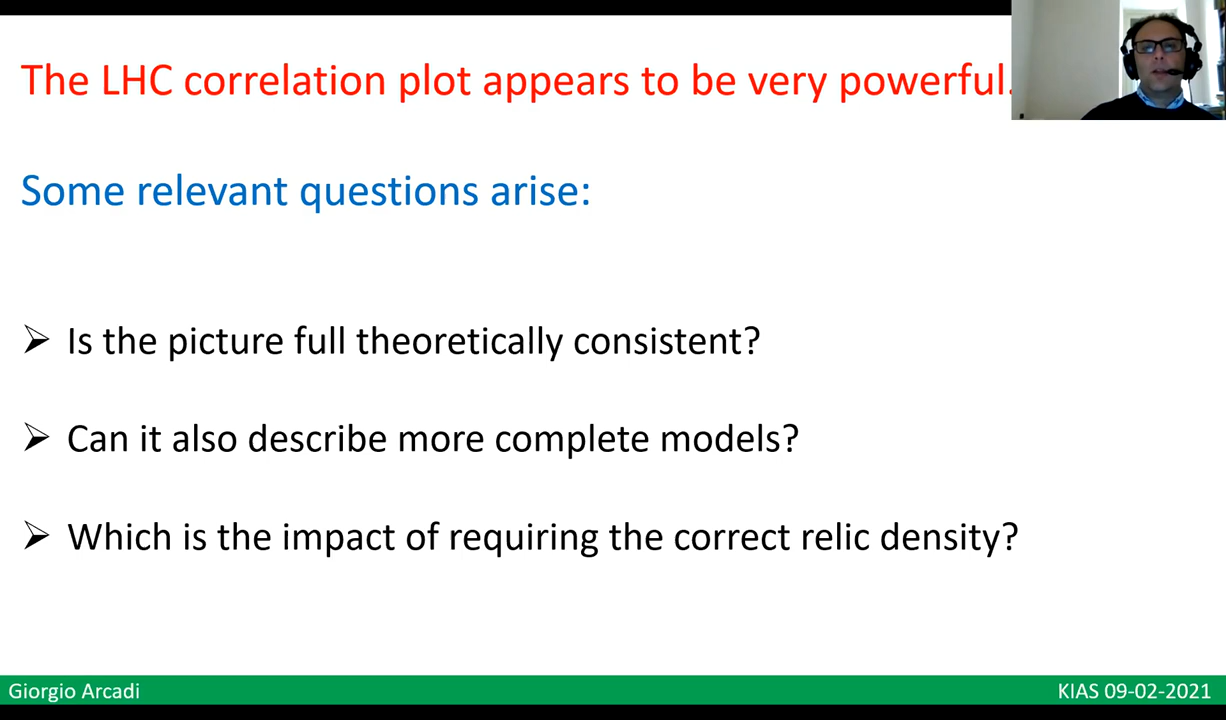 The LHC correlation plot appears to be very powerful.
Some relevant questions arise:
Is the picture full theoretically consistent?
Can it also describe more complete models?
Which is the impact of requiring the correct relic density?
Giorgio Arcadi
KIAS 09-02-2021